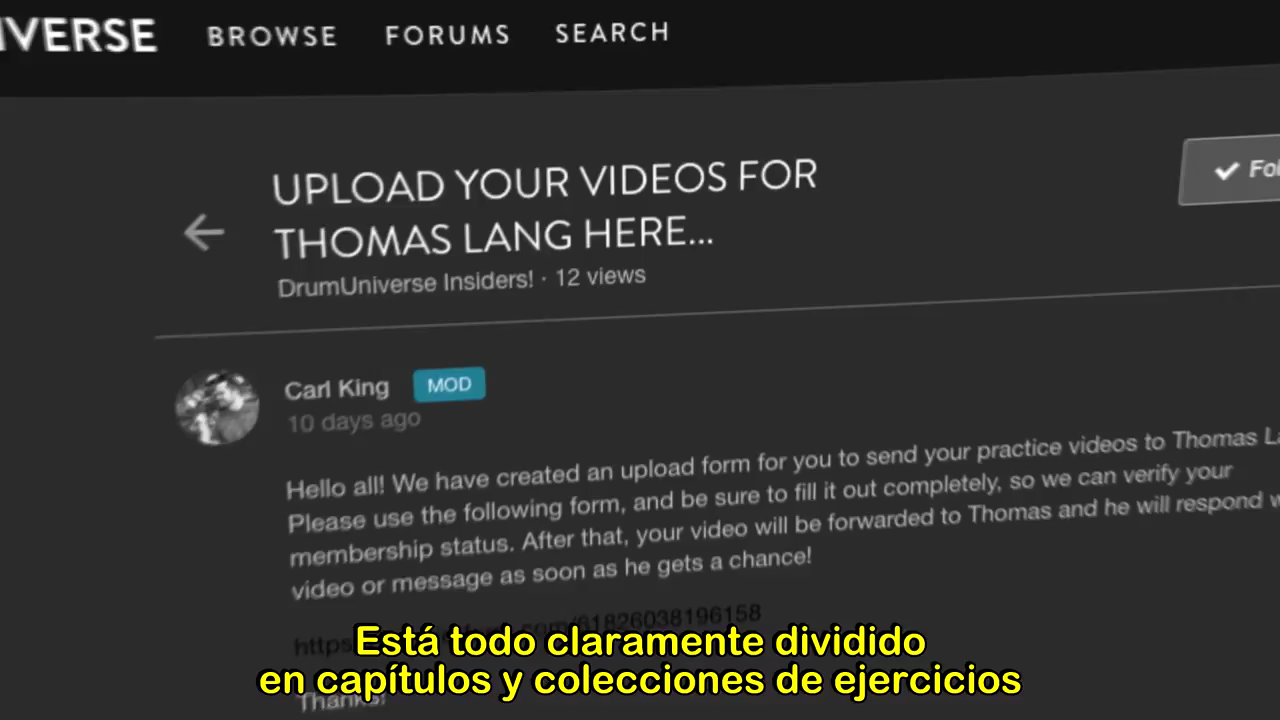 BROWSE FORUMS SEARCH
UPLOAD YOUR VIDEOS FOR
THOMAS LANG HERE...
DrumUniverse Insiders! · 12 views
Carl King MOD
10 days ago
Hello all! We have created an upload form for you to send your practice videos to Thomas
Please use the following form, and be sure to fill it out completely, so we can verify your
membership status. After that, your video will be forwarded to Thomas and he will respond
video or message as soon as he gets a chance!
Está todo claramente dividido
en capítulos y colecciones de ejercicios
Thanks!